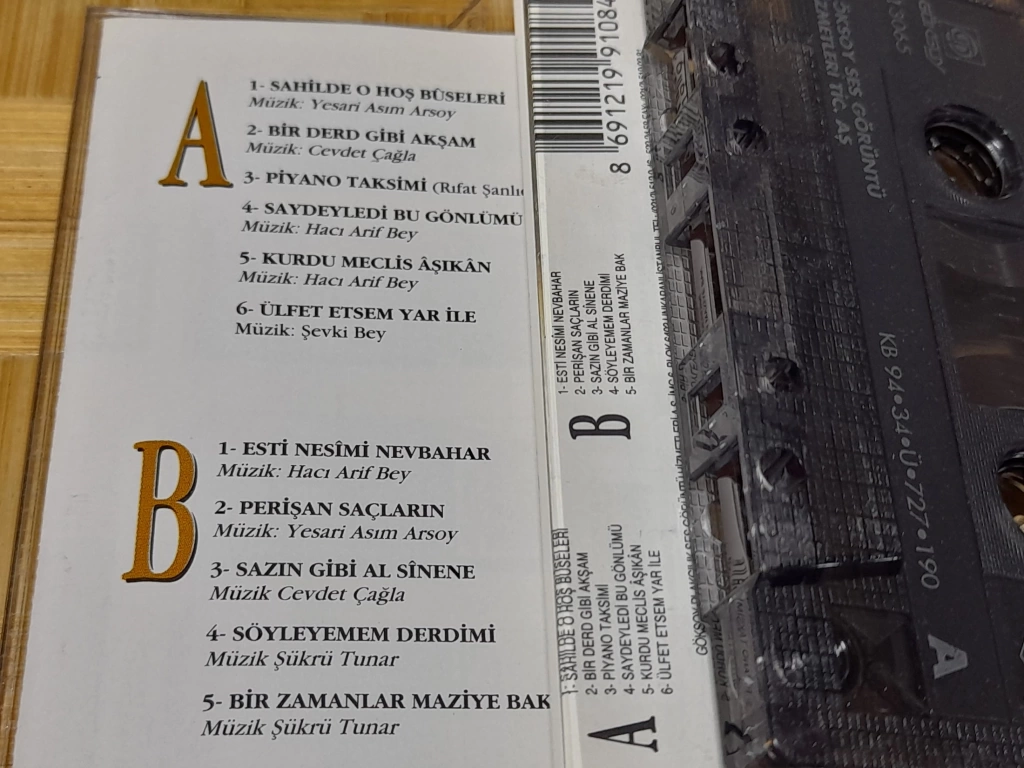 A
1- SAHİLDE O HOŞ BÛSELERİ
Müzik: Yesari Asım Arsoy
2- BİR DERD GİBİ AKŞAM
Müzik: Cevdet Çağla
3- PİYANO TAKSİMİ (Rıfat
4- SAYDEYLEDİ BU GÖNLÜMÜ
Müzik: Hacı Arif Bey
5- KURDU MECLİS ÂŞIKÂN
Müzik: Hacı Arif Bey
6- ÜLFET ETSEM YAR İLE
Müzik: Şevki Bey
B
1- ESTİ NESÎMİ NEVBAHAR
Müzik: Hacı Arif Bey
2- PERİŞAN SAÇLARIN
Müzik: Yesari Asım Arsoy
3- SAZIN GİBİ AL SÎNENE
Müzik Cevdet Çağla
4- SÖYLEYEMEM DERDİMİ
Müzik Şükrü Tunar
5- BİR ZAMANLAR MAZİYE BAK
Müzik Şükrü Tunar
8 691219 91084
A
1- SAHİLDE O HOŞ BÛSELERİ
2- BİR DERD GİBİ AKŞAM
3- PİYANO TAKSİMİ
4- SAYDEYLEDİ BU GÖNLÜMÜ
5- KURDU MECLİS ÂŞIKÂN
6- ÜLFET ETSEM YAR İLE
B
1- ESTİ NESİMİ NEVBAHAR
2- PERİŞAN SAÇLARIN
3- SAZIN GİBİ AL SİNENE
4- SÖYLEYEMEM DERDİMİ
5- BİR ZAMANLAR MAZİYE BAK
SES GÖRÜNTÜ
TİC. AŞ
KB 94•34•Ü•727•190
A